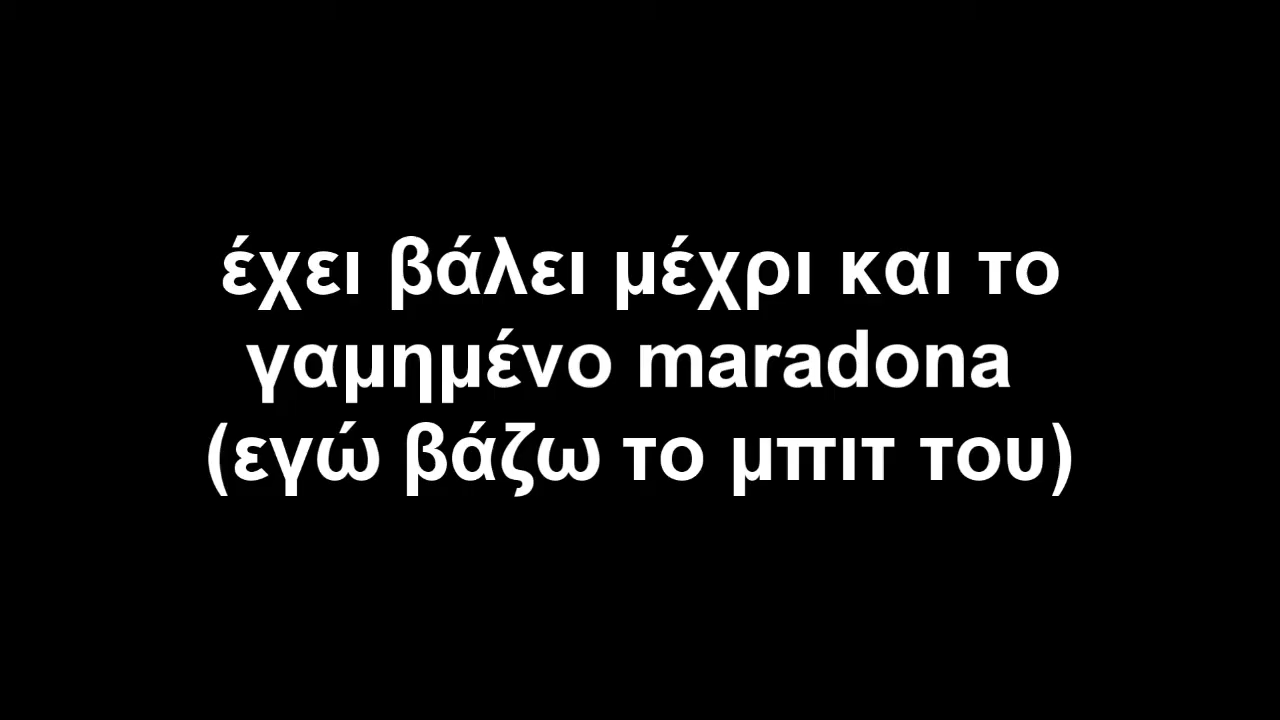 έχει βάλει μέχρι και το
γαμημένο maradona
(εγώ βάζω το μπιτ του)